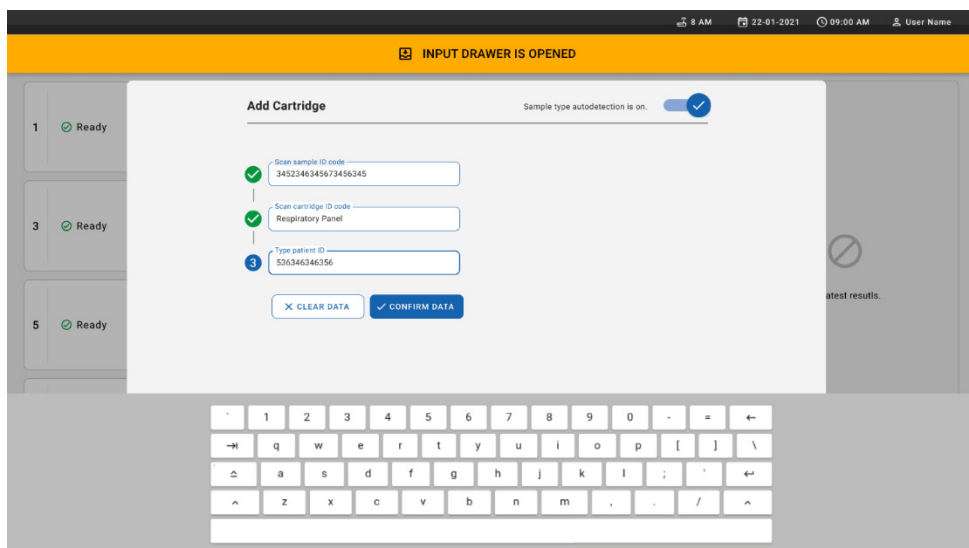 8 AM 22-01-2021 09:00 AM User Name
INPUT DRAWER IS OPENED
Add Cartridge Sample type autodetection is on.
1 Ready
Scan sample ID code
3452346345673456345
Scan cartridge ID code
Respiratory Panel
3 Ready
Type patient ID
3 536346346356
atest resutls.
CLEAR DATA CONFIRM DATA
5 Ready
` 1 2 3 4 5 6 7 8 9 0 - =
q w e r t y u i o p [ ] \
a s d f g h j k l ; '
z x c v b n m , . /